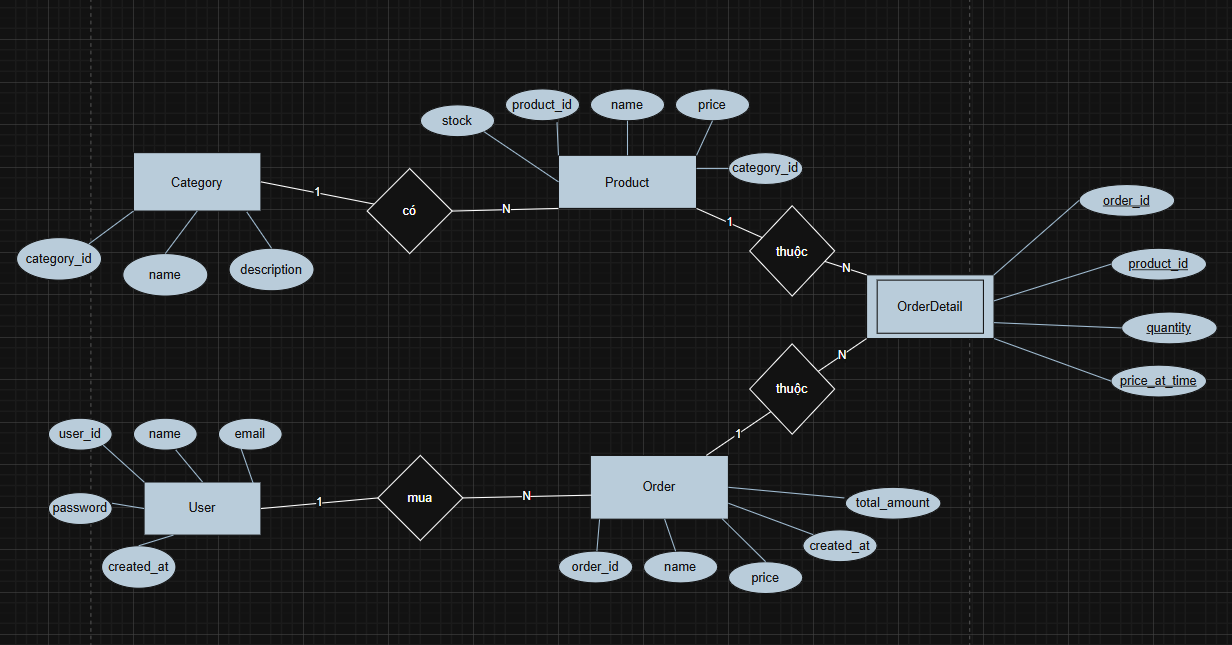 product_id
name
price
stock
category_id
Category
Product
1
có
N
order_id
1
thuộc
category_id
name
description
N
product_id
OrderDetail
quantity
N
price_at_time
thuộc
user_id
name
email
1
Order
User
password
1
mua
N
total_amount
created_at
created_at
order_id
name
price